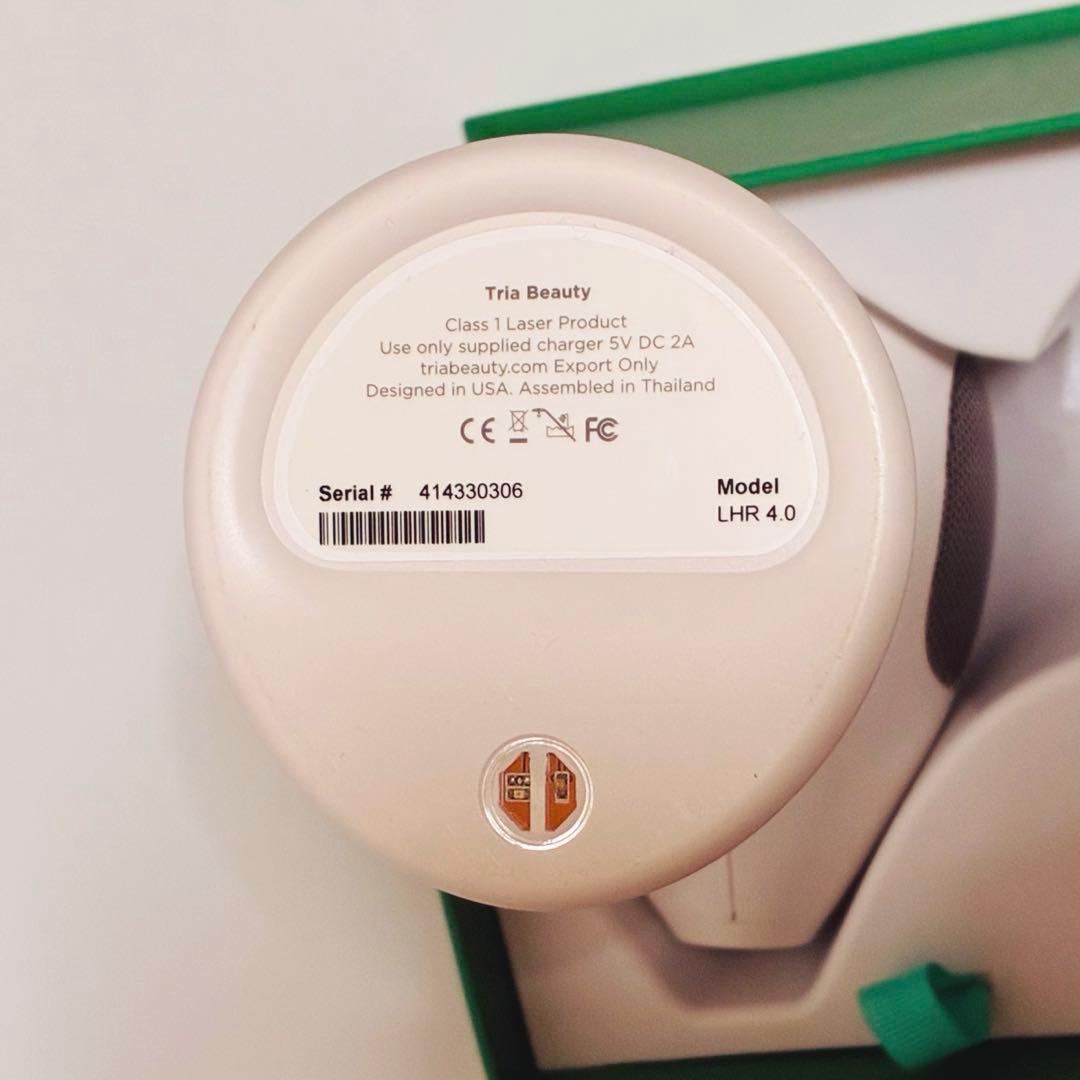 Tria Beauty
Class 1 Laser Product
Use only supplied charger 5V DC 2A
triabeauty.com Export Only
Designed in USA. Assembled in Thailand
CE FC
Serial # 414330306
Model
LHR 4.0